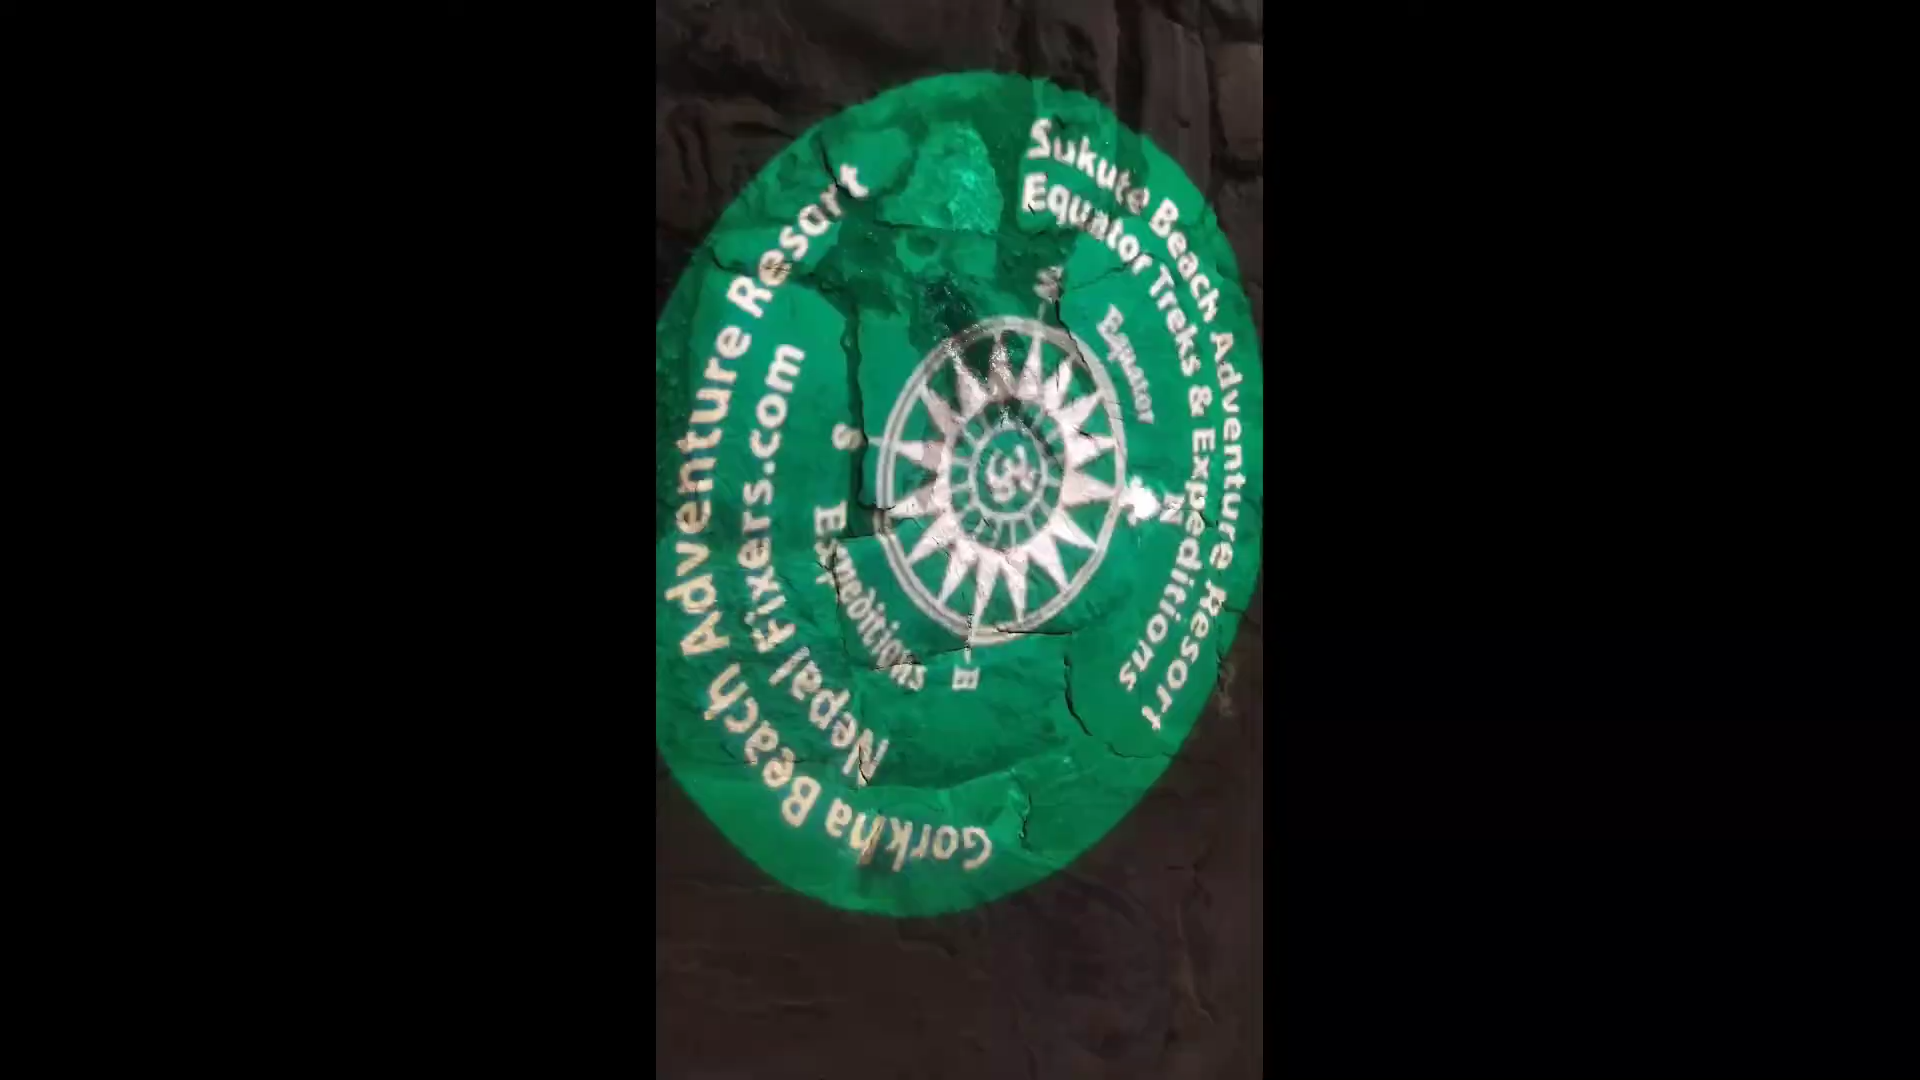 Sukute Beach Adventure Resort
Equator Treks & Expeditions
Equator
Expeditions
W
N
S
E
ॐ
Nepal Fixers.com
Gorkha Beach Adventure Resort